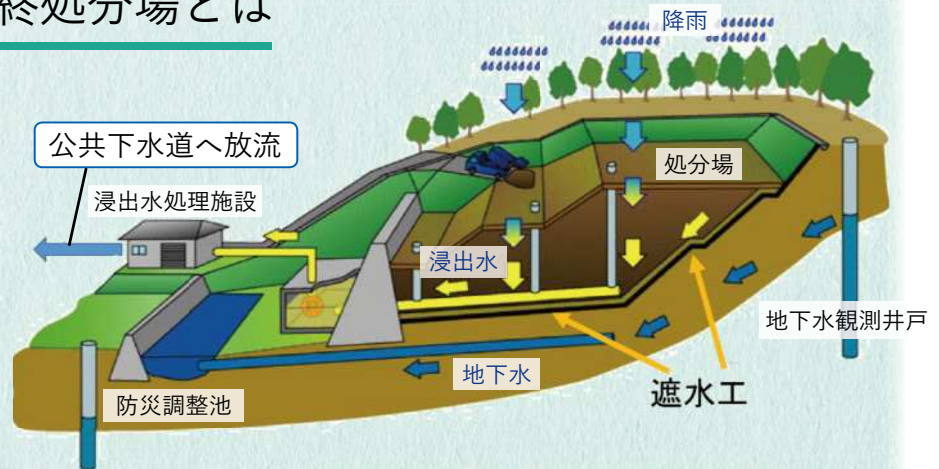 終処分場とは
降雨
公共下水道へ放流
処分場
浸出水処理施設
浸出水
地下水観測井戸
地下水
遮水工
防災調整池